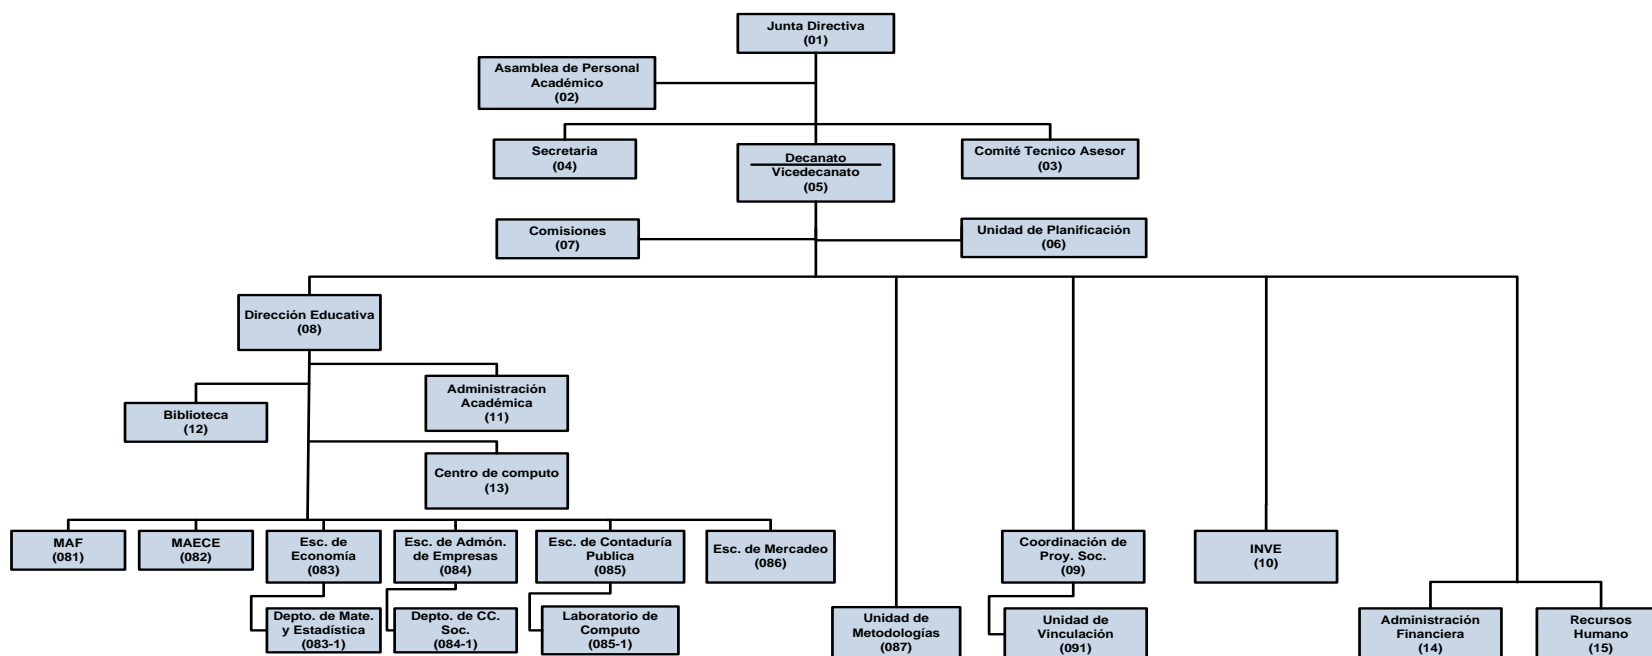 Junta Directiva
(01)
Asamblea de Personal
Académico
(02)
Secretaria
(04)
Decanato
Vicedecanato
(05)
Comité Tecnico Asesor
(03)
Comisiones
(07)
Unidad de Planificación
(06)
Dirección Educativa
(08)
Administración
Académica
(11)
Biblioteca
(12)
Centro de computo
(13)
MAF
(081)
MAECE
(082)
Esc. de
Economía
(083)
Esc. de Admón.
de Empresas
(084)
Esc. de Contaduría
Publica
(085)
Esc. de Mercadeo
(086)
Coordinación de
Proy. Soc.
(09)
INVE
(10)
Depto. de Mate.
y Estadística
(083-1)
Depto. de CC.
Soc.
(084-1)
Laboratorio de
Computo
(085-1)
Unidad de
Metodologías
(087)
Unidad de
Vinculación
(091)
Administración
Financiera
(14)
Recursos
Humano
(15)